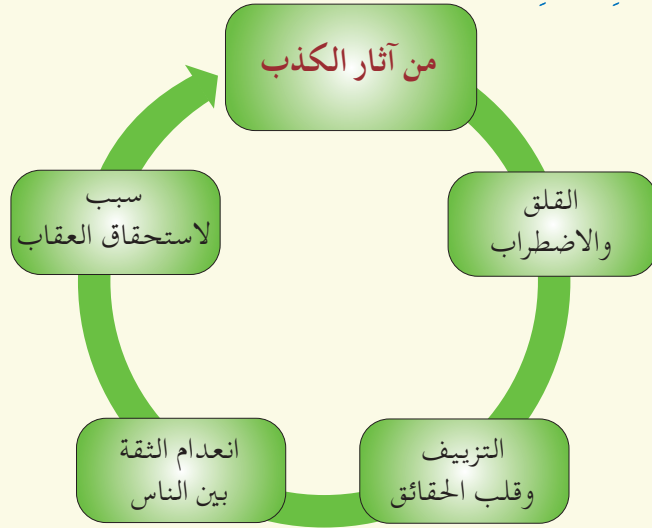 من آثار الكذب
القلق
والاضطراب
التزييف
وقلب الحقائق
انعدام الثقة
بين الناس
سبب
لاستحقاق العقاب